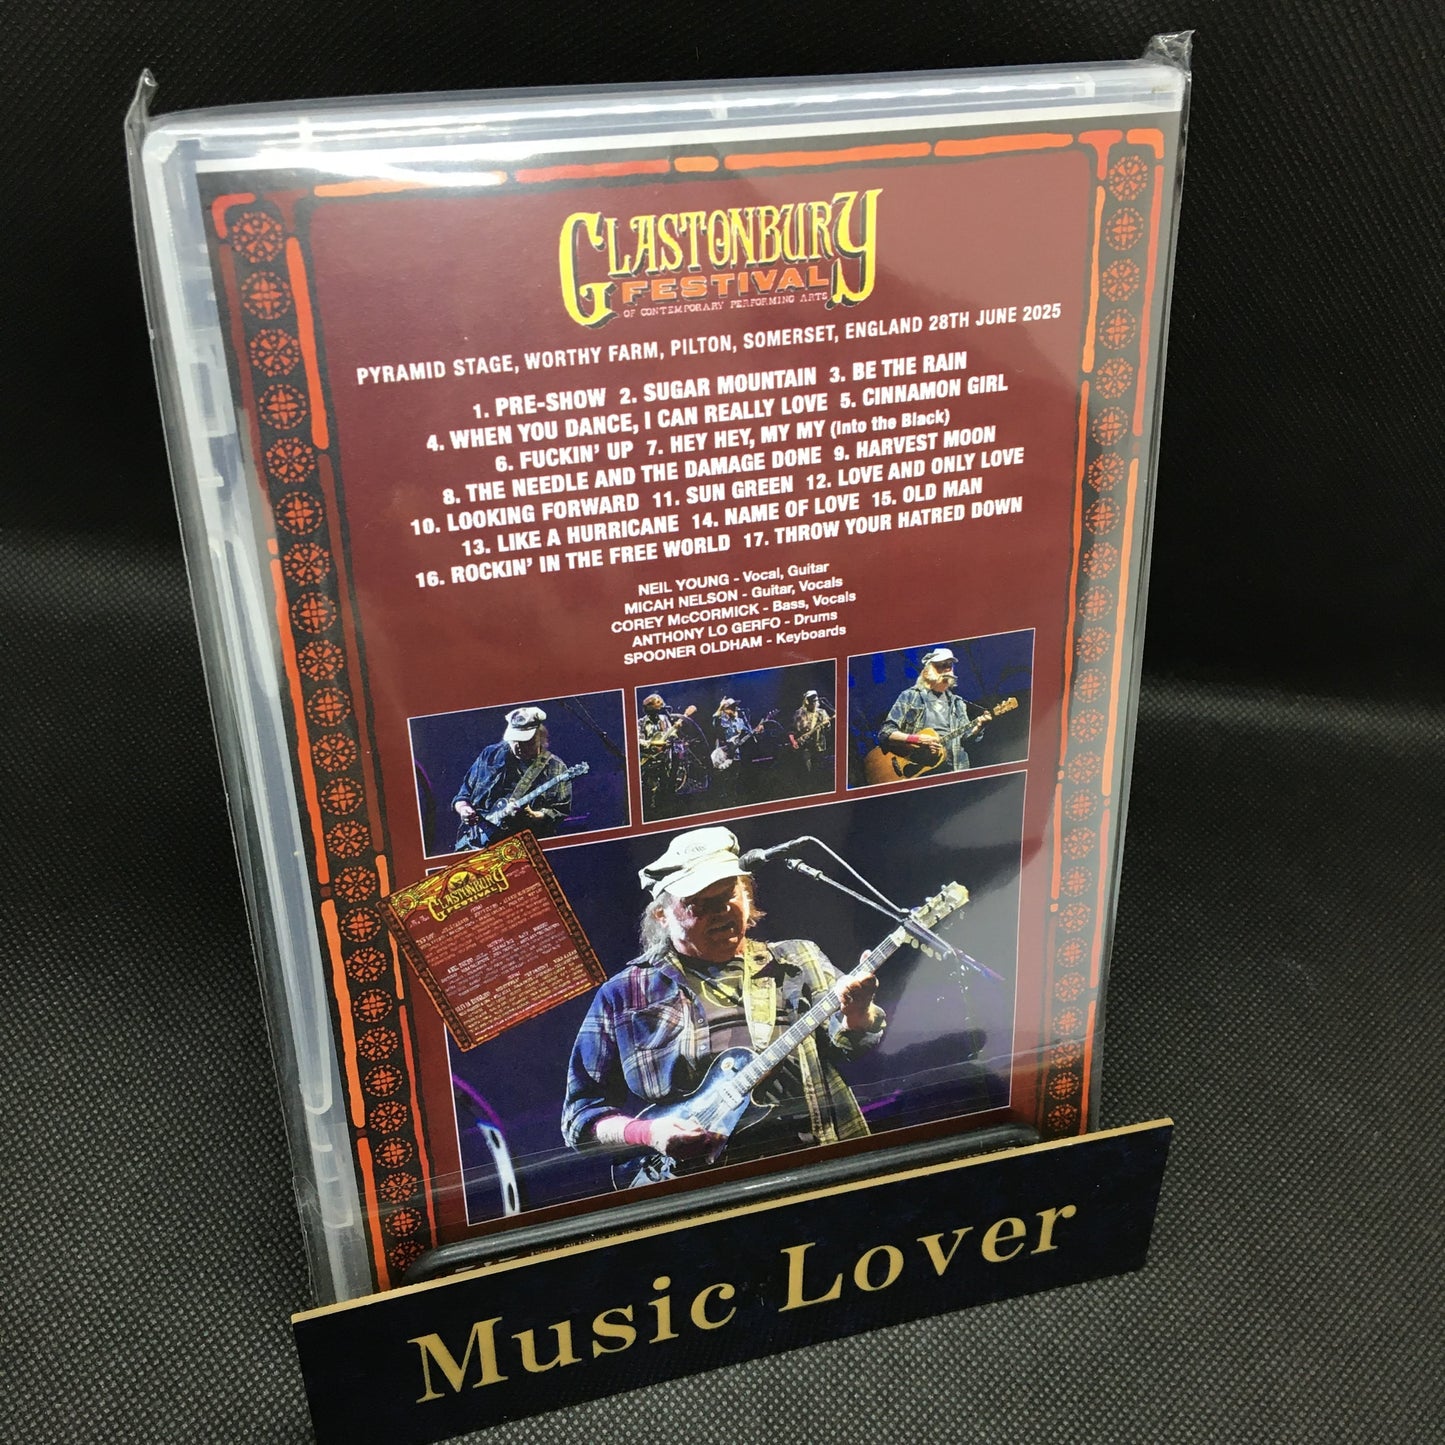 GLASTONBURY
FESTIVAL
OF CONTEMPORARY PERFORMING ARTS
PYRAMID STAGE, WORTHY FARM, PILTON, SOMERSET, ENGLAND 28TH JUNE 2025
1. PRE-SHOW 2. SUGAR MOUNTAIN 3. BE THE RAIN
4. WHEN YOU DANCE, I CAN REALLY LOVE 5. CINNAMON GIRL
6. FUCKIN' UP 7. HEY HEY, MY MY (Into the Black)
8. THE NEEDLE AND THE DAMAGE DONE 9. HARVEST MOON
10. LOOKING FORWARD 11. SUN GREEN 12. LOVE AND ONLY LOVE
13. LIKE A HURRICANE 14. NAME OF LOVE 15. OLD MAN
16. ROCKIN' IN THE FREE WORLD 17. THROW YOUR HATRED DOWN
NEIL YOUNG - Vocal, Guitar
MICAH NELSON - Guitar, Vocals
COREY McCORMICK - Bass, Vocals
ANTHONY LO GERFO - Drums
SPOONER OLDHAM - Keyboards
GLASTONBURY
FESTIVAL
Music Lover